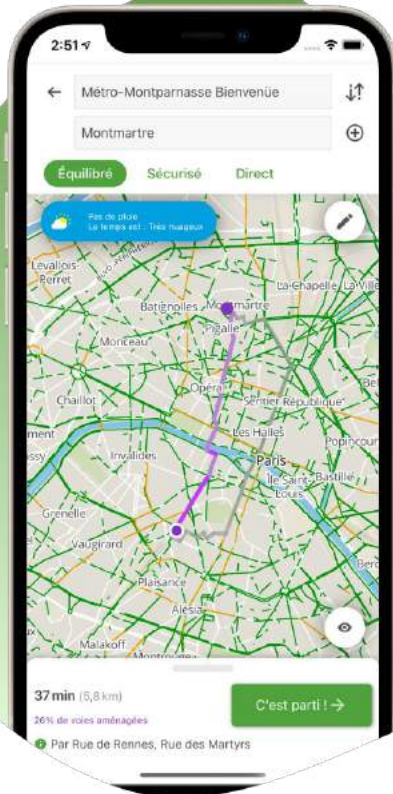 2:51
Métro-Montparnasse Bienvenüe
Montmartre
Équilibré Sécurisé Direct
Pas de pluie
Le temps est : Très nuageux
Levallois-
Perret
La-Chapelle
Batignolles Montmartre
Pigalle
Monceau
Opéra
Chaillot
Sentier République
Les Halles
Invalides
Paris
Île Saint-
Louis
Bastille
Grenelle
Vaugirard
Plaisance
Alésia
Malakoff
Montrouge
37 min (5,8 km)
C'est parti ! →
26% de voies aménagées
Par Rue de Rennes, Rue des Martyrs